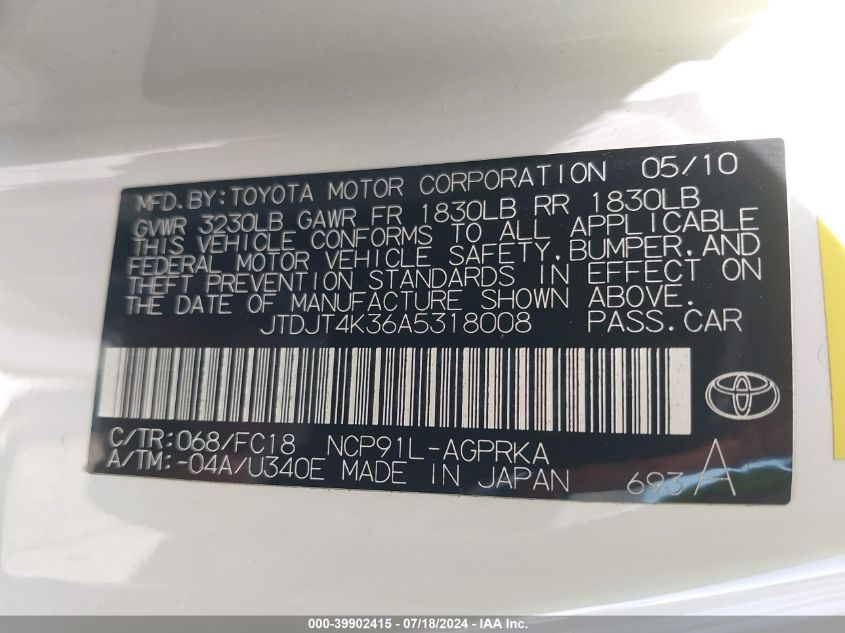 MFD. BY: TOYOTA MOTOR CORPORATION 05/10
GVWR 3230LB GAWR FR 1830LB RR 1830LB
THIS VEHICLE CONFORMS TO ALL APPLICABLE
FEDERAL MOTOR VEHICLE SAFETY, BUMPER, AND
THEFT PREVENTION STANDARDS IN EFFECT ON
THE DATE OF MANUFACTURE SHOWN ABOVE.
JTDJT4K36A5318008 PASS. CAR
C/TR: 068/FC18 NCP91L-AGPRKA
A/TM: -04A/U340E MADE IN JAPAN 693 A
000-39902415 - 07/18/2024 - IAA Inc.